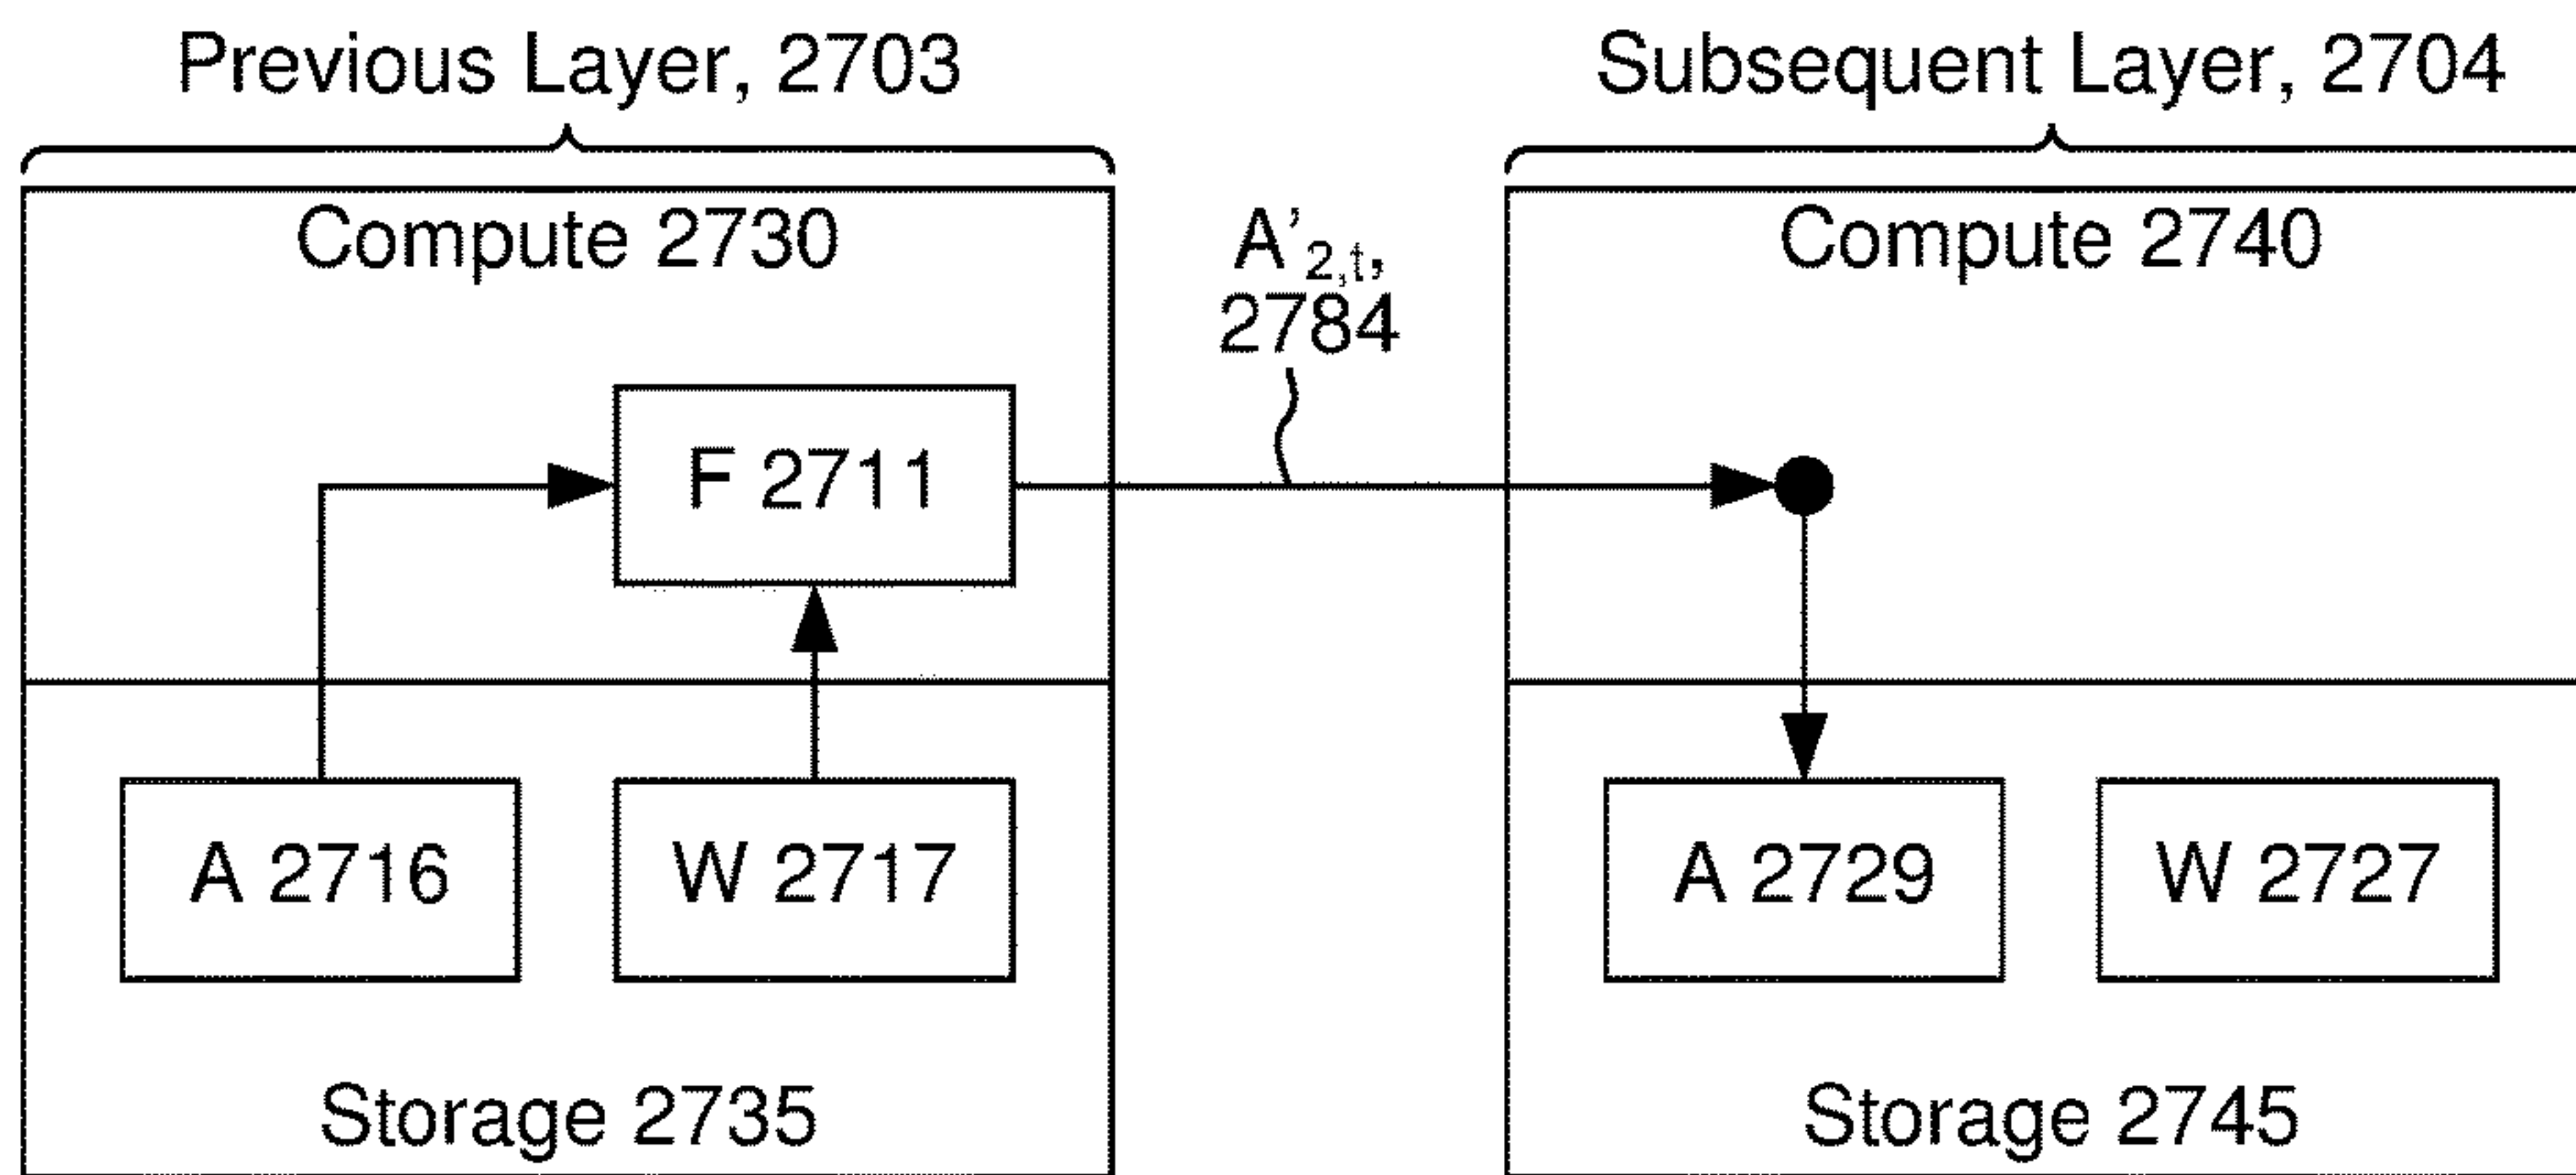 Previous Layer, 2703
Subsequent Layer, 2704
Compute 2730
A'2,t,
2784
Compute 2740
F 2711
A 2716
W 2717
A 2729
W 2727
Storage 2735
Storage 2745